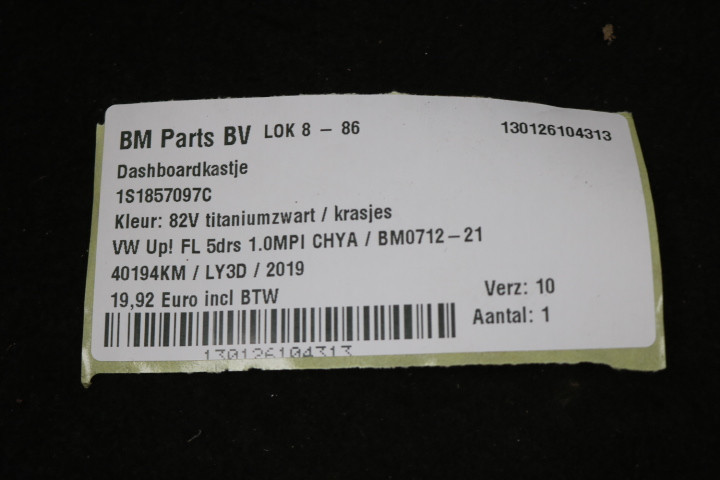 BM Parts BV LOK 8 – 86 130126104313
Dashboardkastje
1S1857097C
Kleur: 82V titaniumzwart / krasjes
VW Up! FL 5drs 1.0MPI CHYA / BM0712–21
40194KM / LY3D / 2019
19,92 Euro incl BTW Verz: 10
Aantal: 1
130126104313